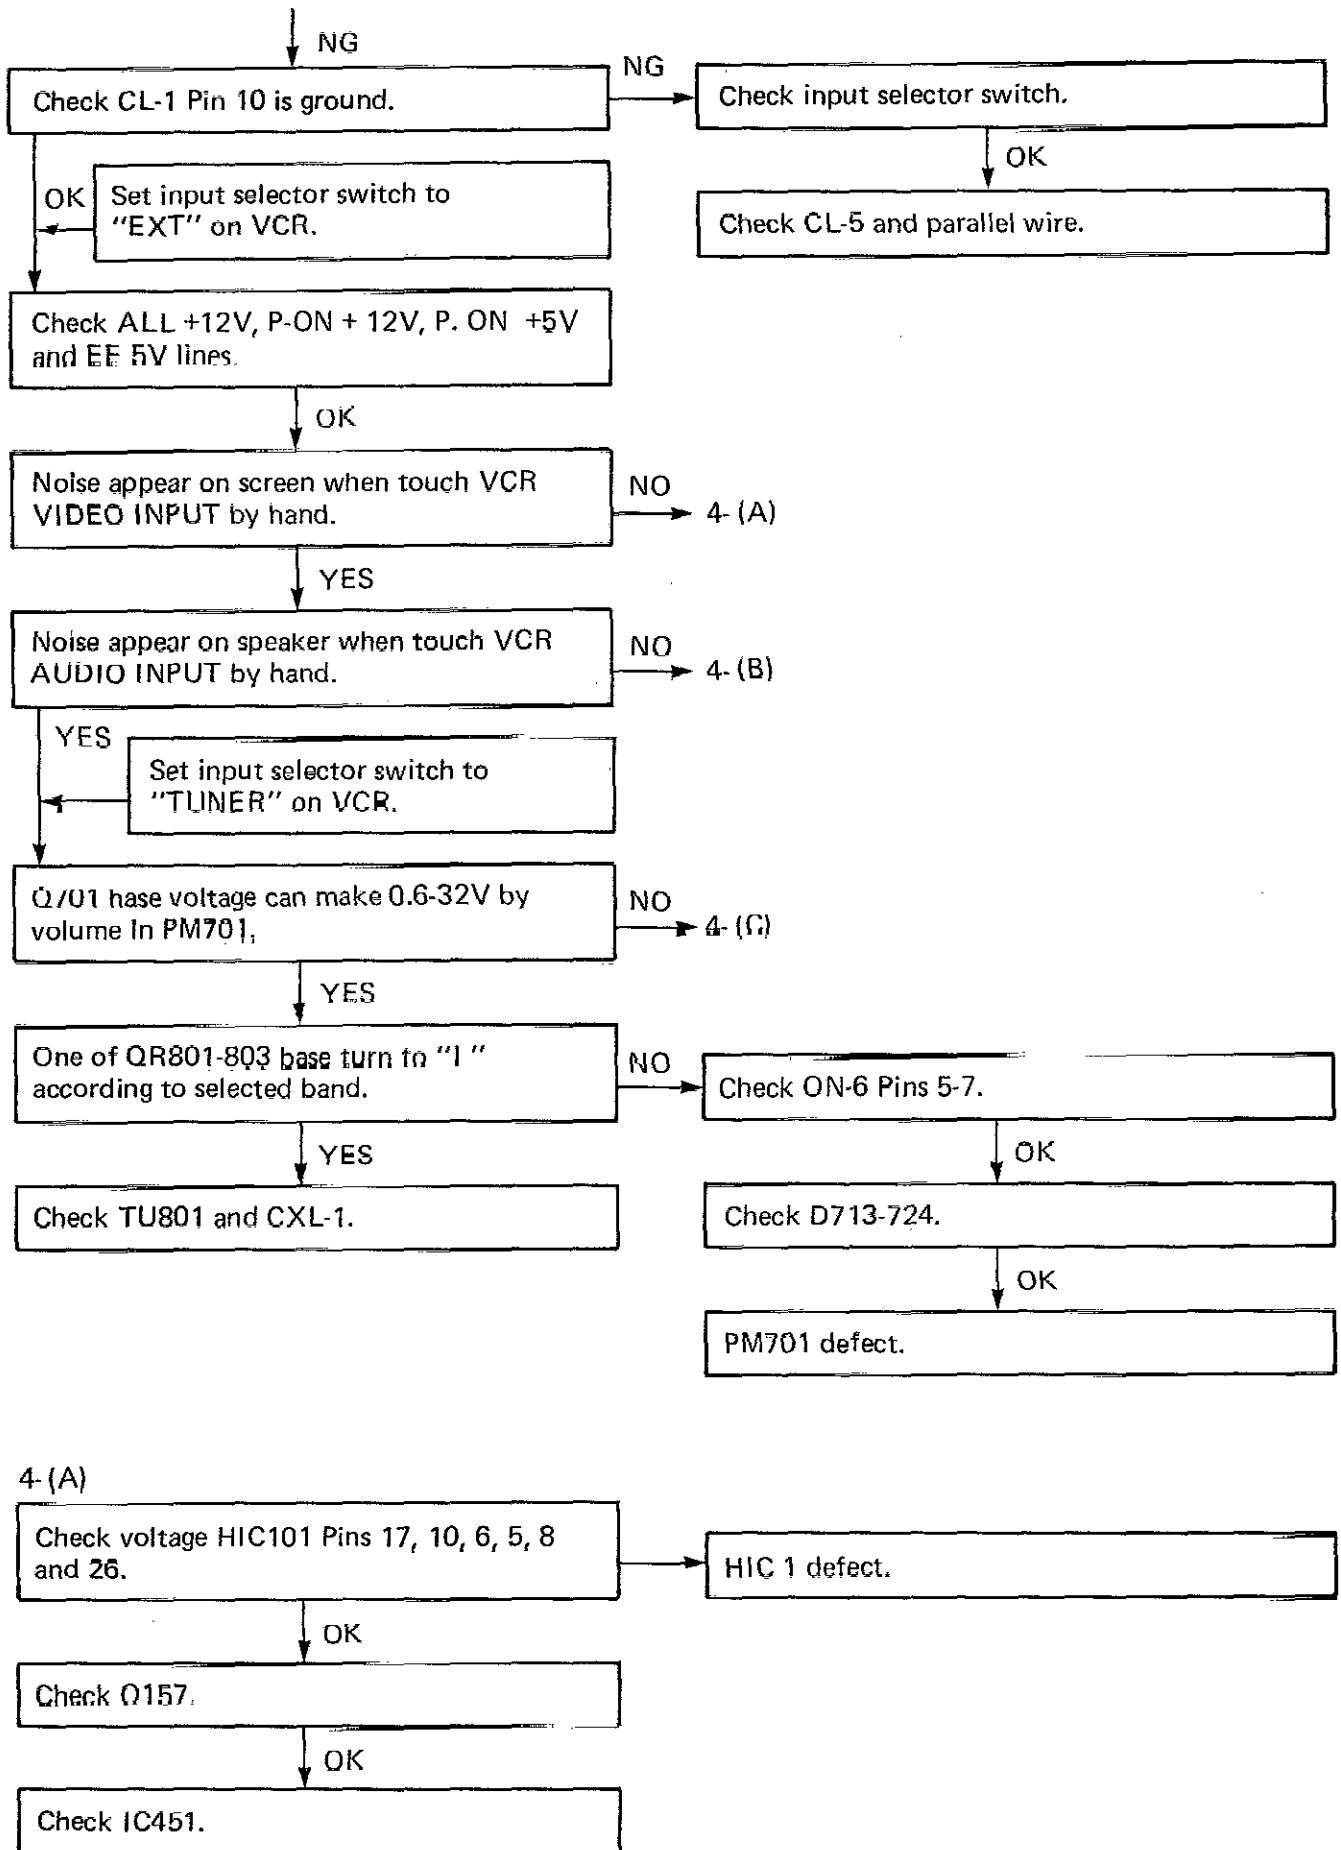 NG
Check CL-1 Pin 10 is ground.
NG
Check input selector switch.
OK
Check CL-5 and parallel wire.
OK
Set input selector switch to
"EXT" on VCR.
Check ALL +12V, P-ON + 12V, P. ON +5V
and EE 5V lines.
OK
Noise appear on screen when touch VCR
VIDEO INPUT by hand.
NO
4- (A)
YES
Noise appear on speaker when touch VCR
AUDIO INPUT by hand.
NO
4- (B)
YES
Set input selector switch to
"TUNER" on VCR.
Q701 base voltage can make 0.6-32V by
volume in PM701.
NO
4- (C)
YES
One of QR801-803 base turn to "L"
according to selected band.
NO
Check ON-6 Pins 5-7.
OK
Check D713-724.
OK
PM701 defect.
YES
Check TU801 and CXL-1.
4- (A)
Check voltage HIC101 Pins 17, 10, 6, 5, 8
and 26.
HIC 1 defect.
OK
Check Q157.
OK
Check IC451.